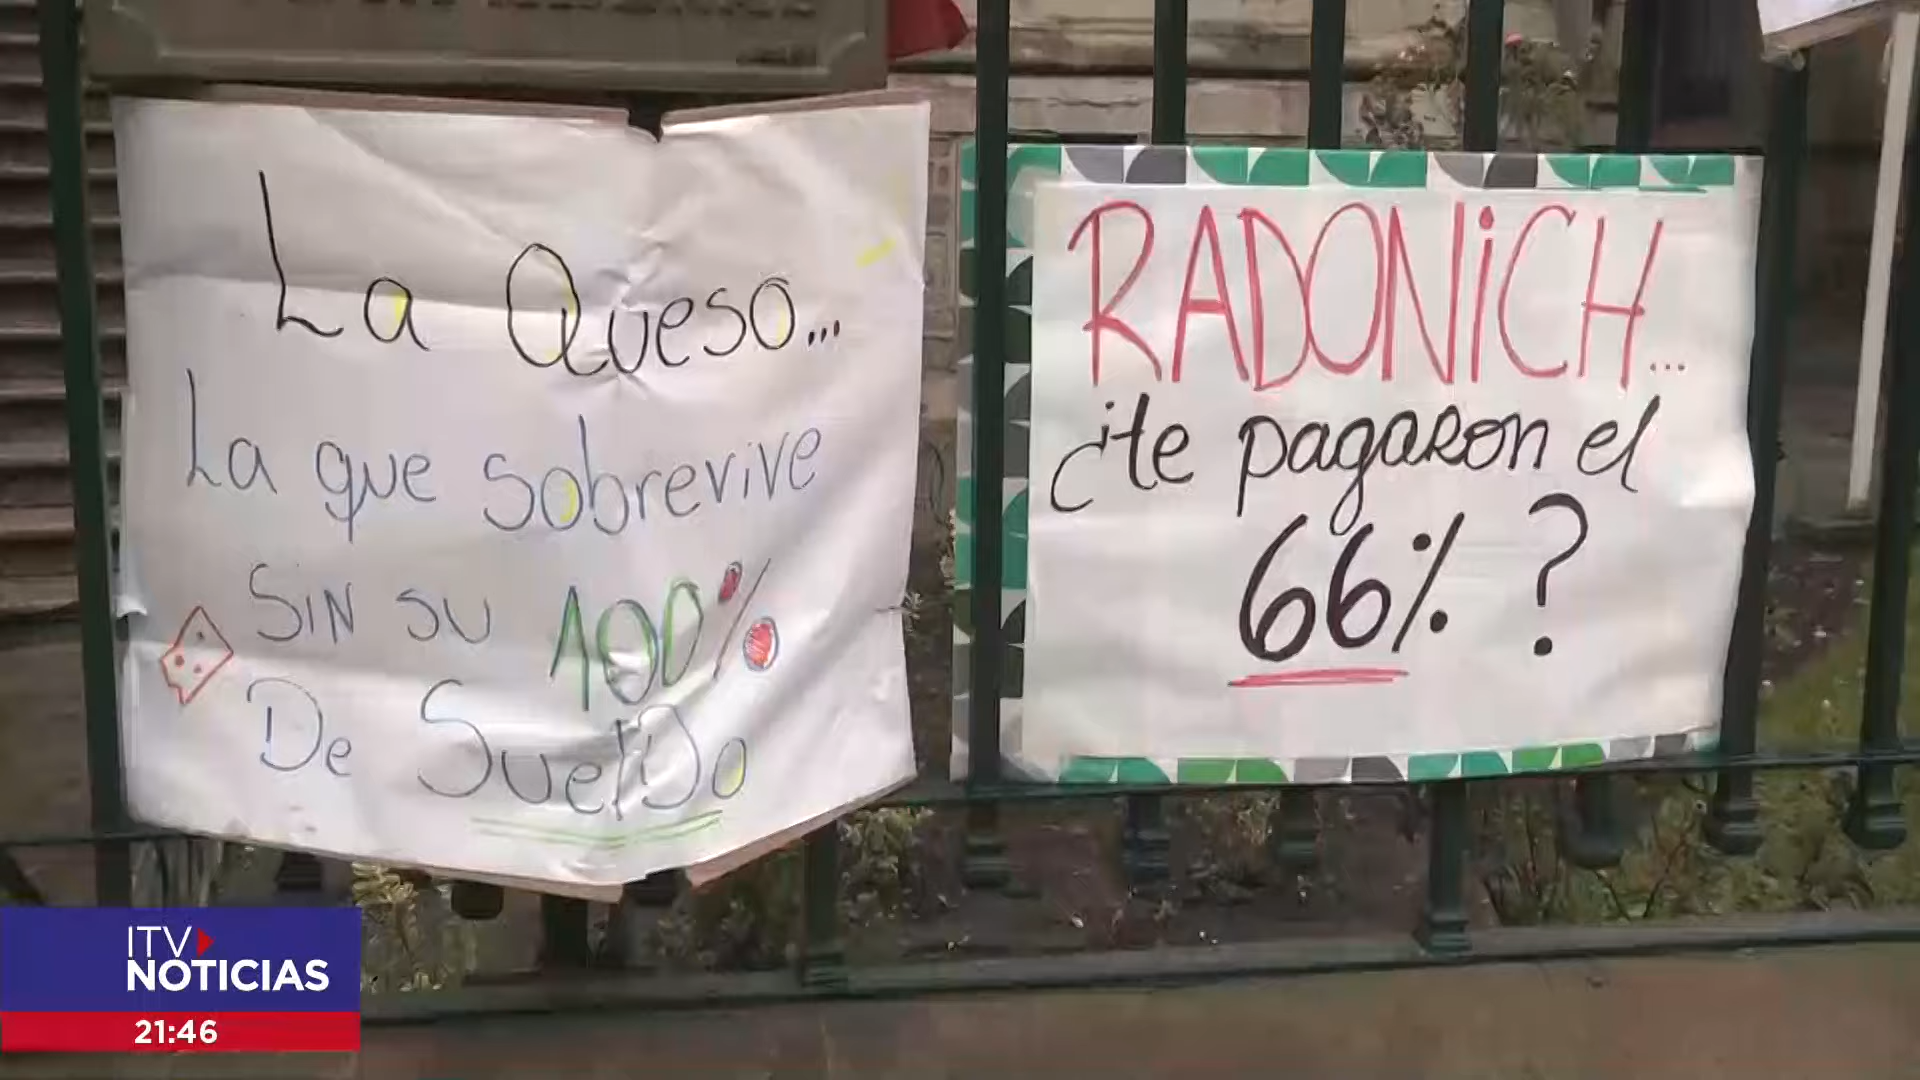 La Queso...
La que sobrevive
Sin su 100%
De Sueldo
RADONiCH...
¿te pagaron el
66% ?
ITV
NOTICIAS
21:46